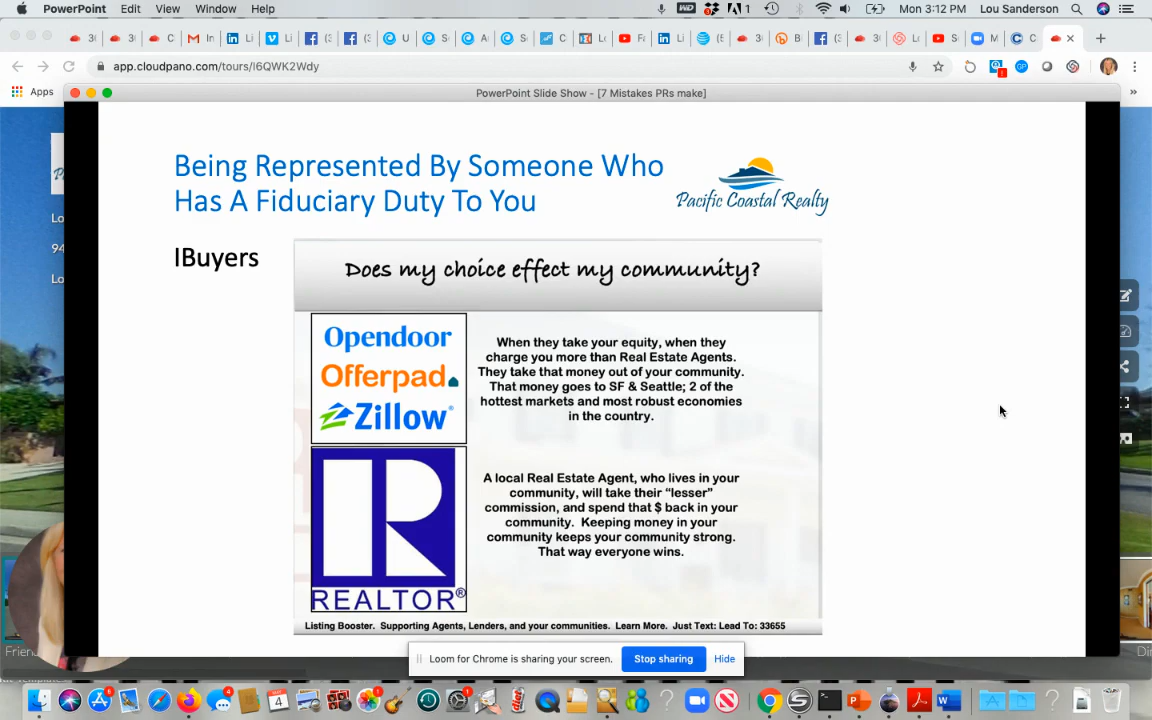 PowerPoint Edit View Window Help
1
Mon 3:12 PM Lou Sanderson
app.cloudpano.com/tours/l6QWK2Wdy
Apps
PowerPoint Slide Show - [7 Mistakes PRs make]
Being Represented By Someone Who
Has A Fiduciary Duty To You
Pacific Coastal Realty
IBuyers
Does my choice effect my community?
Opendoor
Offerpad.
Zillow®
When they take your equity, when they
charge you more than Real Estate Agents.
They take that money out of your community.
That money goes to SF & Seattle; 2 of the
hottest markets and most robust economies
in the country.
A local Real Estate Agent, who lives in your
community, will take their “lesser”
commission, and spend that $ back in your
community. Keeping money in your
community keeps your community strong.
That way everyone wins.
REALTOR®
Listing Booster. Supporting Agents, Lenders, and your communities. Learn More. Just Text: Lead To: 33655
Loom for Chrome is sharing your screen. Stop sharing Hide